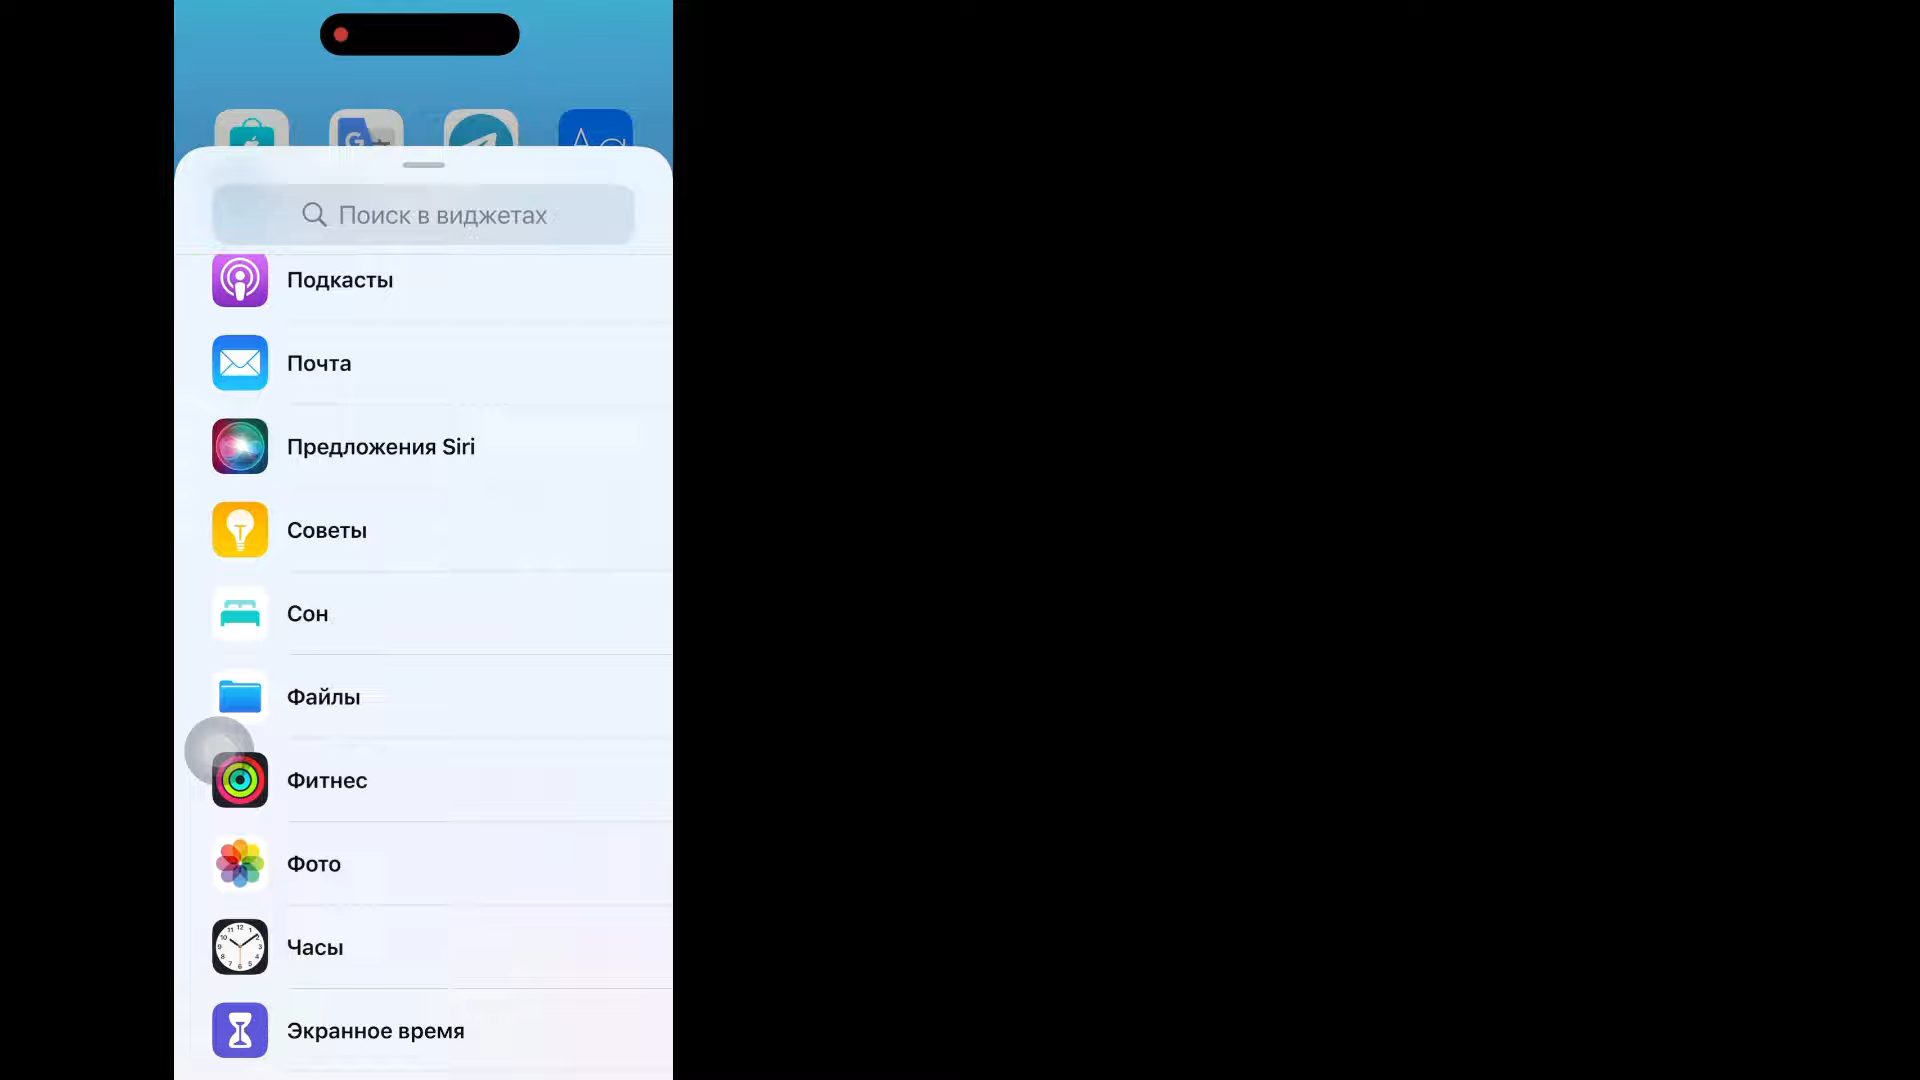 Поиск в виджетах
Подкасты
Почта
Предложения Siri
Советы
Сон
Файлы
Фитнес
Фото
Часы
Экранное время